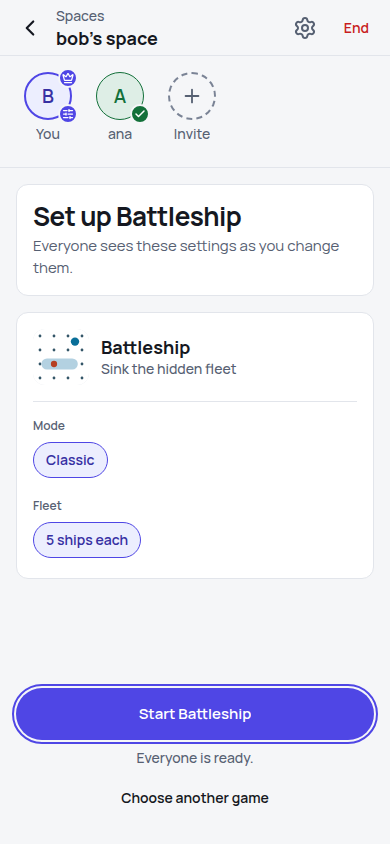 Spaces
bob's space
End
B
A
You
ana
Invite
Set up Battleship
Everyone sees these settings as you change
them.
Battleship
Sink the hidden fleet
Mode
Classic
Fleet
5 ships each
Start Battleship
Everyone is ready.
Choose another game